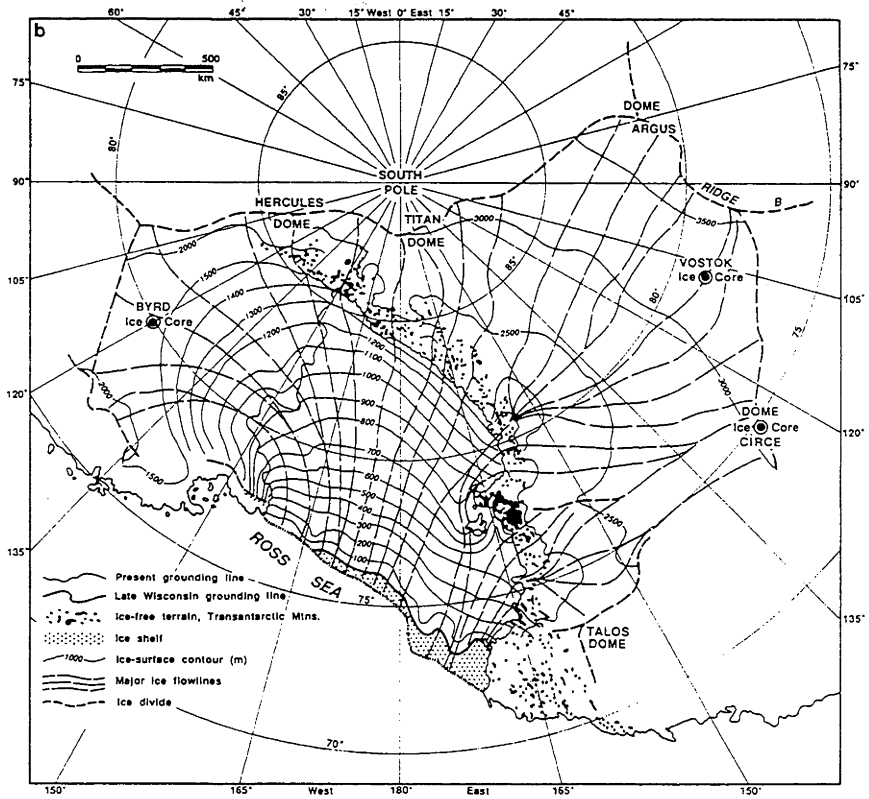 b
60° 45° 30° 15° West 0° East 15° 30° 45°
0 500
km
75° 75°
85°
80°
DOME
ARGUS
SOUTH
POLE
90° 90°
RIDGE B
HERCULES
DOME
TITAN
DOME
3000
3500
2000
85°
VOSTOK
Ice Core
80°
1500
105° 105°
1400
1300
1200
BYRD
Ice Core
75
2500
1200
1100
1000
900
800
700
600
500
400
300
200
100
2000
3000
120° 120°
DOME
Ice Core
CIRCE
1500
2500
ROSS
SEA
135° 135°
75°
Present grounding line
Late Wisconsin grounding line
Ice-free terrain, Transantarctic Mtns.
Ice shelf
1000 Ice-surface contour (m)
Major ice flowlines
Ice divide
TALOS
DOME
70°
150° 165° West 180° East 165° 150°